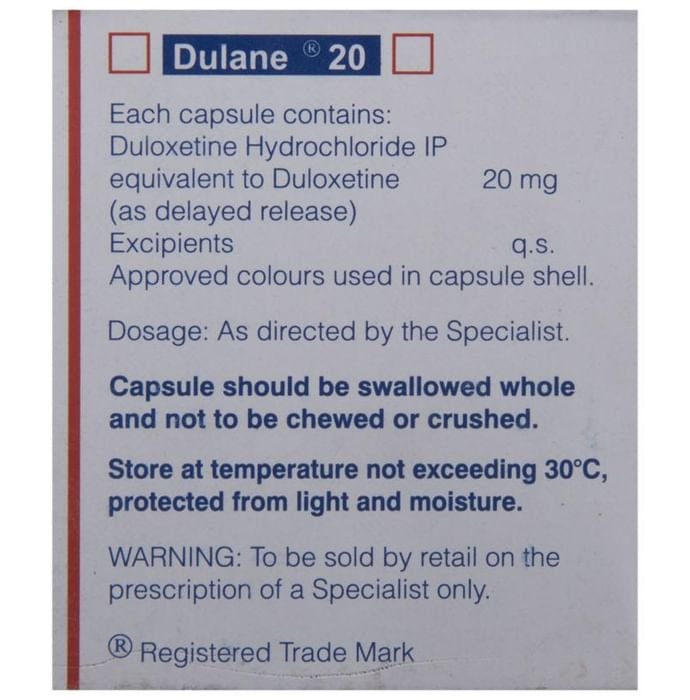 Dulane ® 20
Each capsule contains:
Duloxetine Hydrochloride IP
equivalent to Duloxetine 20 mg
(as delayed release)
Excipients q.s.
Approved colours used in capsule shell.
Dosage: As directed by the Specialist.
Capsule should be swallowed whole
and not to be chewed or crushed.
Store at temperature not exceeding 30°C,
protected from light and moisture.
WARNING: To be sold by retail on the
prescription of a Specialist only.
® Registered Trade Mark